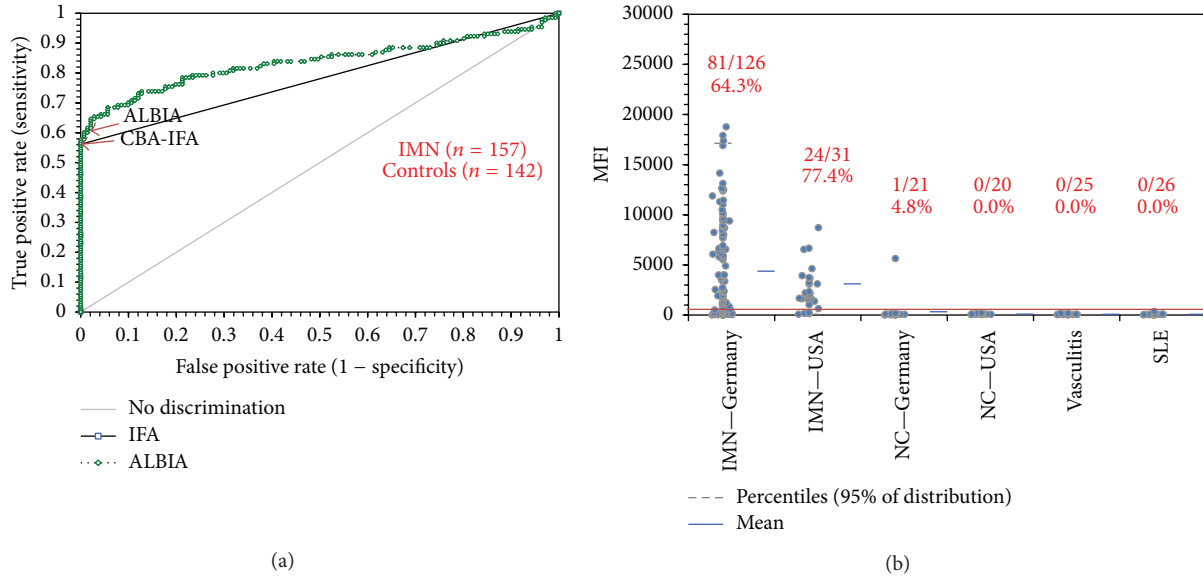 1
0.9
0.8
0.7
0.6
0.5
0.4
0.3
0.2
0.1
0
True positive rate (sensitivity)
ALBIA
CBA-IFA
IMN (n = 157)
Controls (n = 142)
0 0.1 0.2 0.3 0.4 0.5 0.6 0.7 0.8 0.9 1
False positive rate (1 − specificity)
No discrimination
IFA
ALBIA
(a)
30000
25000
20000
15000
10000
5000
0
MFI
81/126
64.3%
24/31
77.4%
1/21
4.8%
0/20
0.0%
0/25
0.0%
0/26
0.0%
IMN—Germany
IMN—USA
NC—Germany
NC—USA
Vasculitis
SLE
Percentiles (95% of distribution)
Mean
(b)